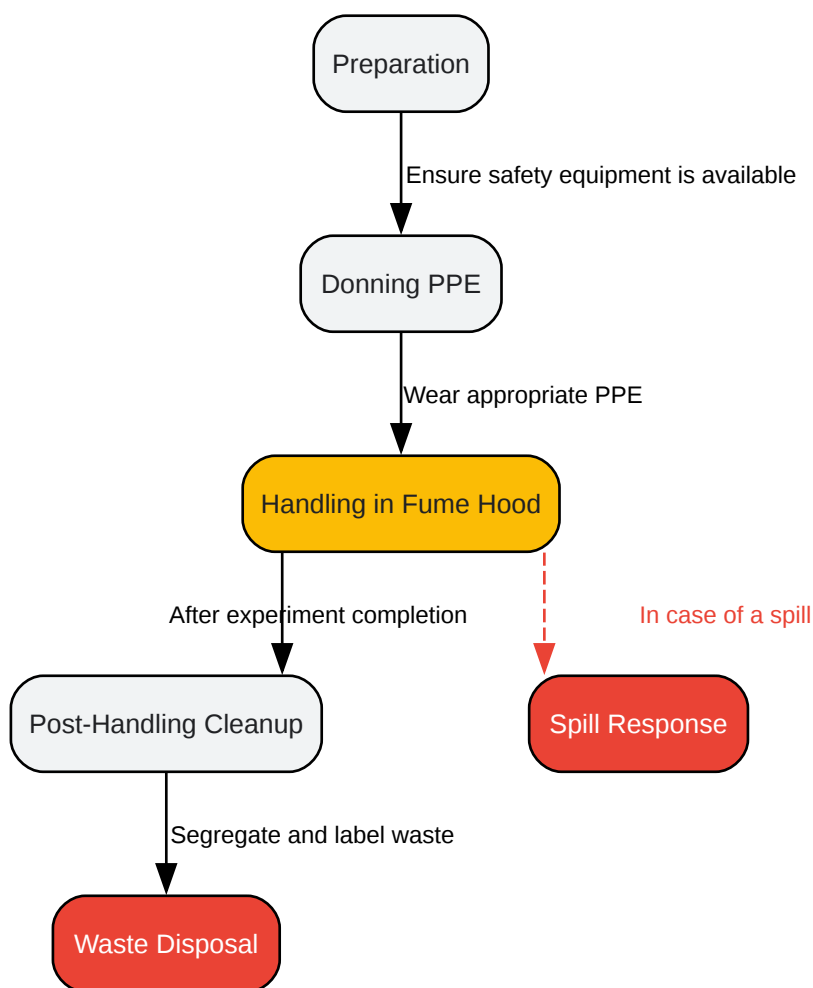 Preparation
Ensure safety equipment is available
Donning PPE
Wear appropriate PPE
Handling in Fume Hood
After experiment completion
In case of a spill
Post-Handling Cleanup
Spill Response
Segregate and label waste
Waste Disposal